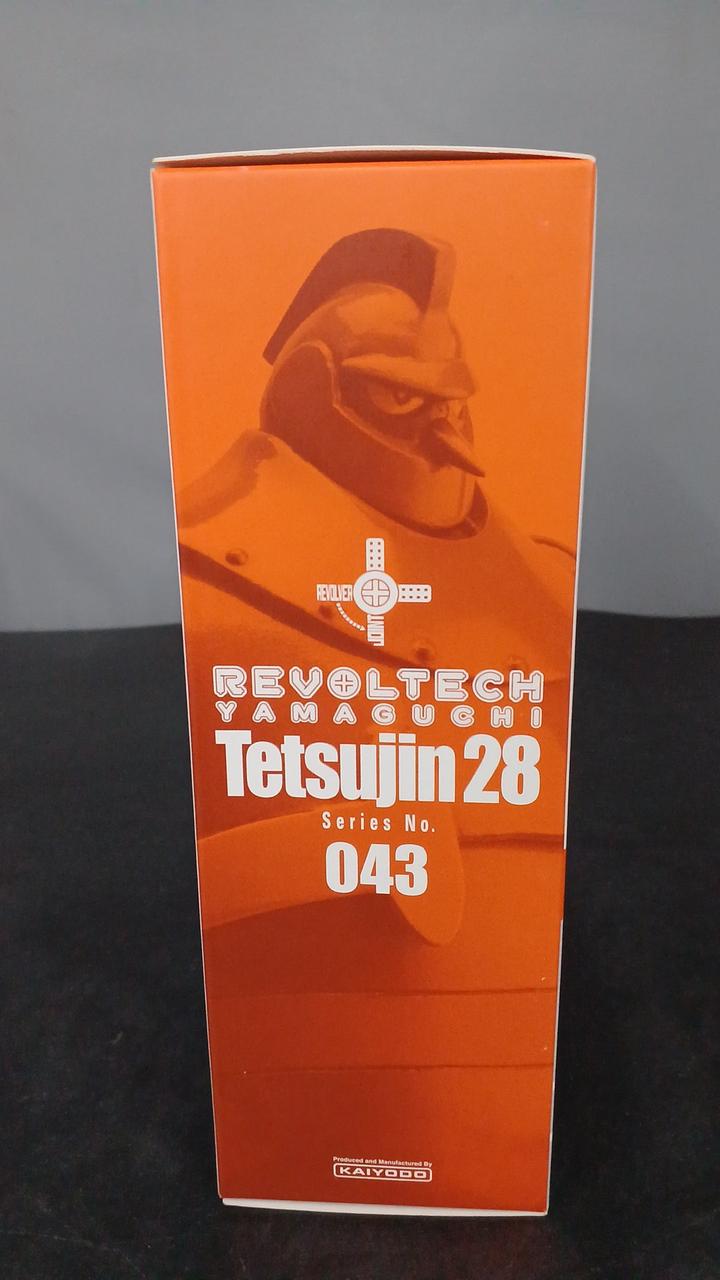 REVOLVER
JOINT
REVOLTECH
YAMAGUCHI
Tetsujin 28
Series No.
043
Produced and Manufactured By
KAIYODO